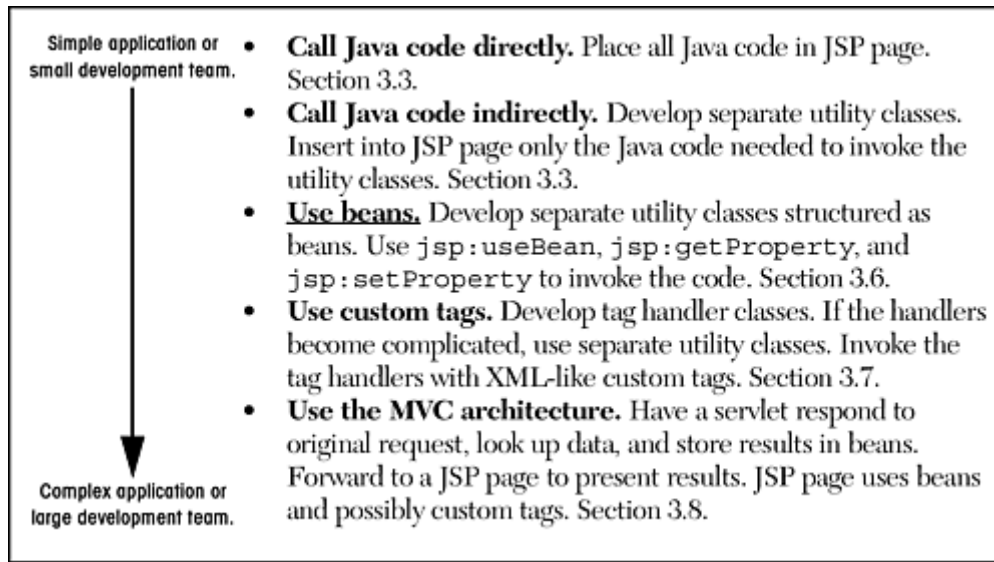 Simple application or
small development team.
• Call Java code directly. Place all Java code in JSP page.
Section 3.3.
• Call Java code indirectly. Develop separate utility classes.
Insert into JSP page only the Java code needed to invoke the
utility classes. Section 3.3.
• Use beans. Develop separate utility classes structured as
beans. Use jsp:useBean, jsp:getProperty, and
jsp:setProperty to invoke the code. Section 3.6.
• Use custom tags. Develop tag handler classes. If the handlers
become complicated, use separate utility classes. Invoke the
tag handlers with XML-like custom tags. Section 3.7.
• Use the MVC architecture. Have a servlet respond to
original request, look up data, and store results in beans.
Forward to a JSP page to present results. JSP page uses beans
and possibly custom tags. Section 3.8.
Complex application or
large development team.